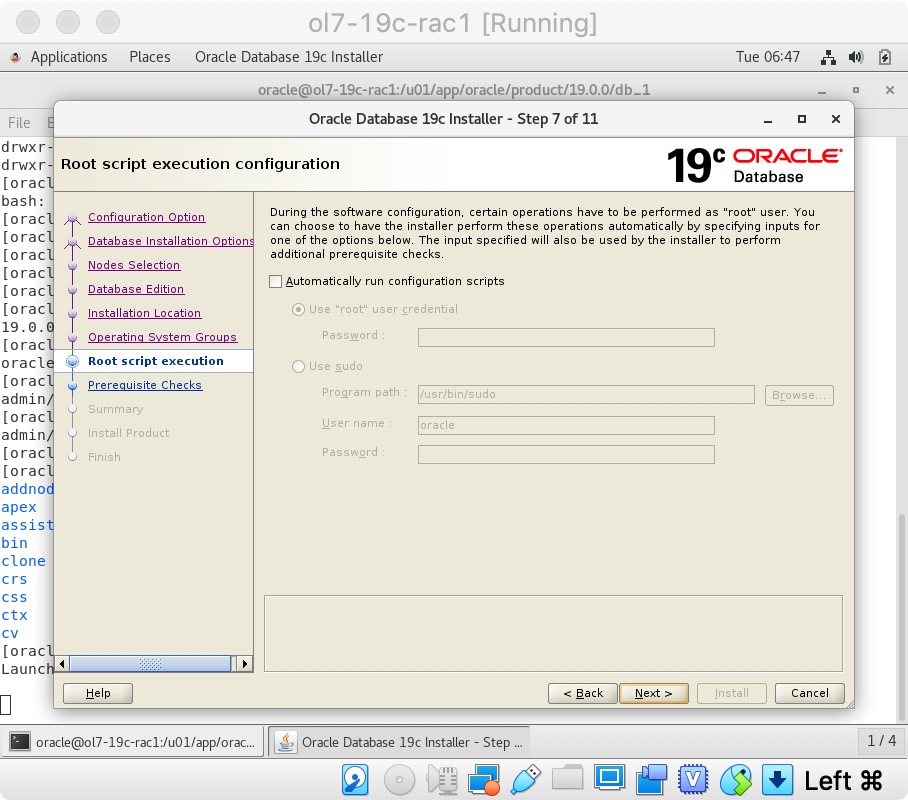 ol7-19c-rac1 [Running]
Applications Places Oracle Database 19c Installer Tue 06:47
oracle@ol7-19c-rac1:/u01/app/oracle/product/19.0.0/db_1
File E
Oracle Database 19c Installer - Step 7 of 11
drwxr-
drwxr-
[oracl
bash:
[oracl
[oracl
[oracl
[oracl
[oracl
[oracl
19.0.0
[oracl
oracle
[oracl
admin/
[oracl
admin/
[oracl
[oracl
addnod
apex
assist
bin
clone
crs
css
ctx
cv
[oracl
Launch
Root script execution configuration
19c ORACLE
Database
Configuration Option
Database Installation Options
Nodes Selection
Database Edition
Installation Location
Operating System Groups
Root script execution
Prerequisite Checks
Summary
Install Product
Finish
During the software configuration, certain operations have to be performed as "root" user. You
can choose to have the installer perform these operations automatically by specifying inputs for
one of the options below. The input specified will also be used by the installer to perform
additional prerequisite checks.
Automatically run configuration scripts
Use "root" user credential
Password :
Use sudo
Program path : /usr/bin/sudo Browse...
User name : oracle
Password :
Help < Back Next > Install Cancel
oracle@ol7-19c-rac1:/u01/app/orac... Oracle Database 19c Installer - Step ... 1 / 4
Left ⌘